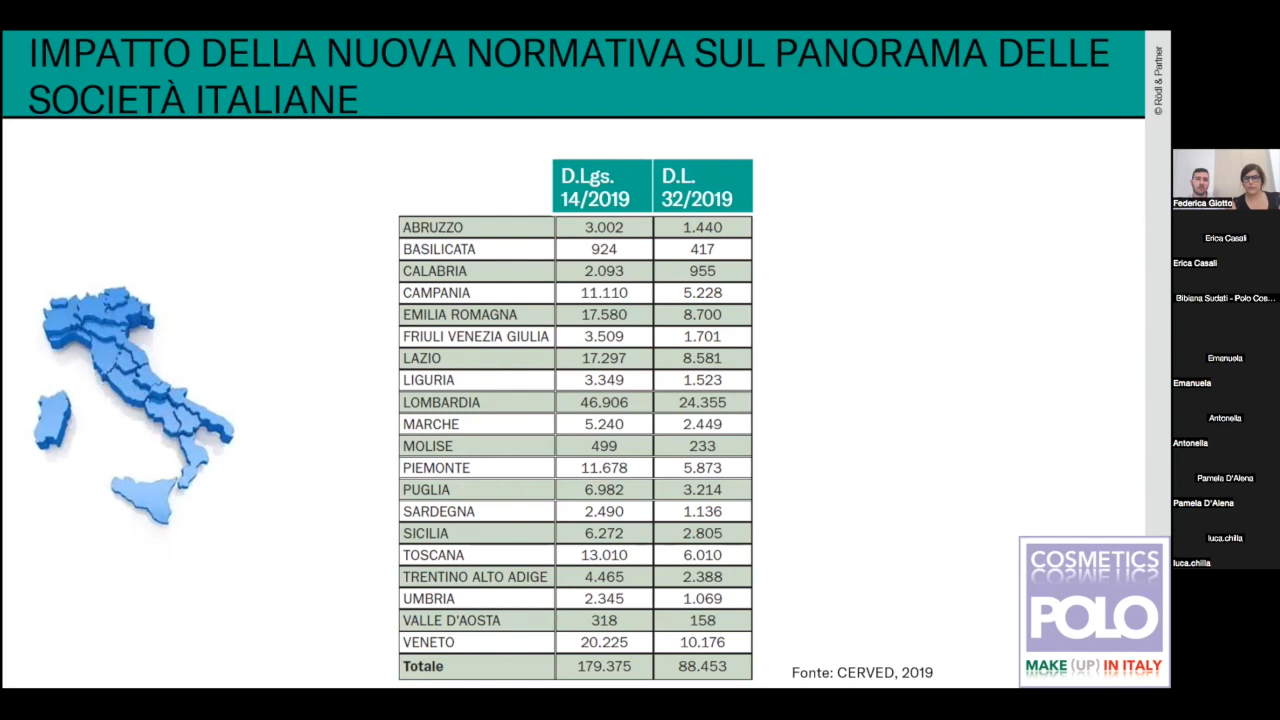 IMPATTO DELLA NUOVA NORMATIVA SUL PANORAMA DELLE
SOCIETÀ ITALIANE
© Rödl & Partner
D.Lgs. D.L.
14/2019 32/2019
ABRUZZO 3.002 1.440
BASILICATA 924 417
CALABRIA 2.093 955
CAMPANIA 11.110 5.228
EMILIA ROMAGNA 17.580 8.700
FRIULI VENEZIA GIULIA 3.509 1.701
LAZIO 17.297 8.581
LIGURIA 3.349 1.523
LOMBARDIA 46.906 24.355
MARCHE 5.240 2.449
MOLISE 499 233
PIEMONTE 11.678 5.873
PUGLIA 6.982 3.214
SARDEGNA 2.490 1.136
SICILIA 6.272 2.805
TOSCANA 13.010 6.010
TRENTINO ALTO ADIGE 4.465 2.388
UMBRIA 2.345 1.069
VALLE D'AOSTA 318 158
VENETO 20.225 10.176
Totale 179.375 88.453
Fonte: CERVED, 2019
COSMETICS
POLO
MAKE (UP) IN ITALY
Federica Giotto
Erica Casali
Erica Casali
Bibiana Sudati - Polo Cos...
Emanuela
Emanuela
Antonella
Antonella
Pamela D'Alena
Pamela D'Alena
luca.chilla
luca.chilla